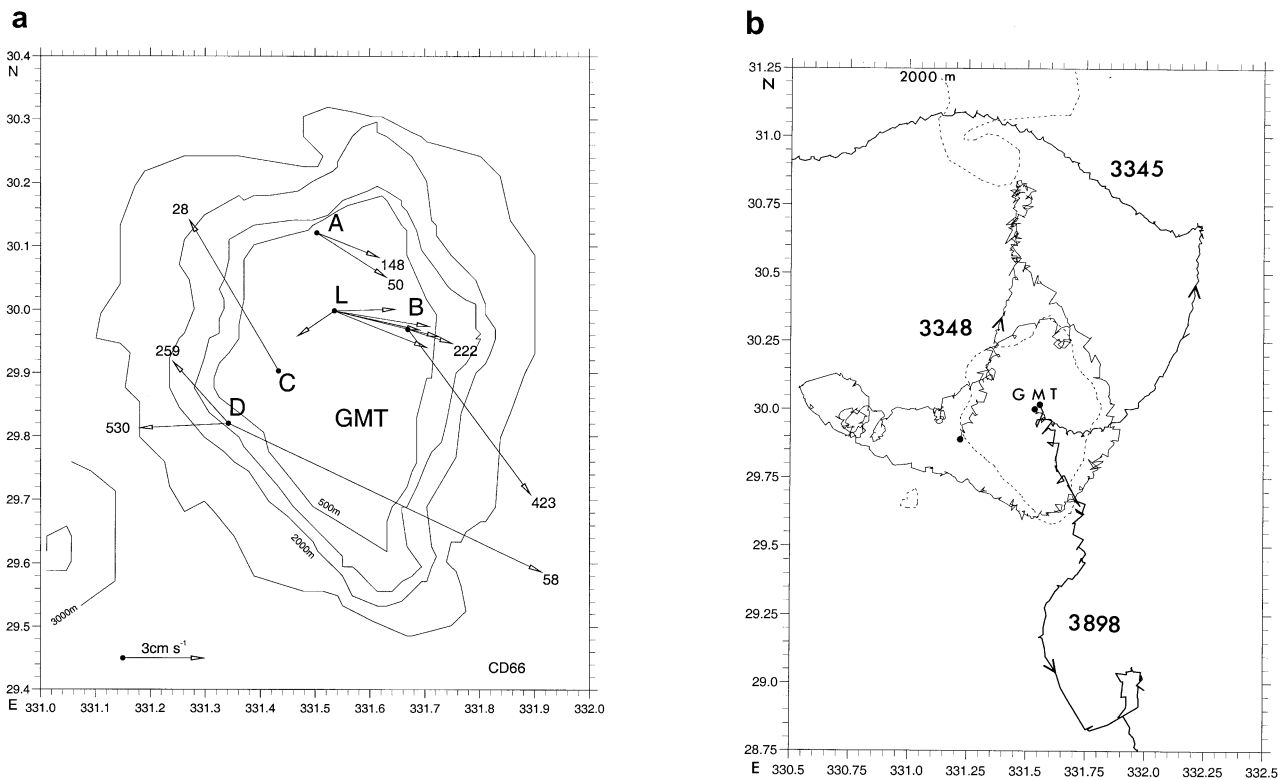 a
30.4
N
30.3
30.2
30.1
30.0
29.9
29.8
29.7
29.6
29.5
29.4
E
331.0 331.1 331.2 331.3 331.4 331.5 331.6 331.7 331.8 331.9 332.0
28
A
148
50
L
B
222
259
C
D
530
GMT
423
500m
2000m
58
3000m
3cm s-1
CD66
b
31.25
N
31.0
30.75
30.5
30.25
30.0
29.75
29.5
29.25
29.0
28.75
E
330.5 330.75 331.0 331.25 331.5 331.75 332.0 332.25 332.5
2000 m
3345
3348
GMT
3898